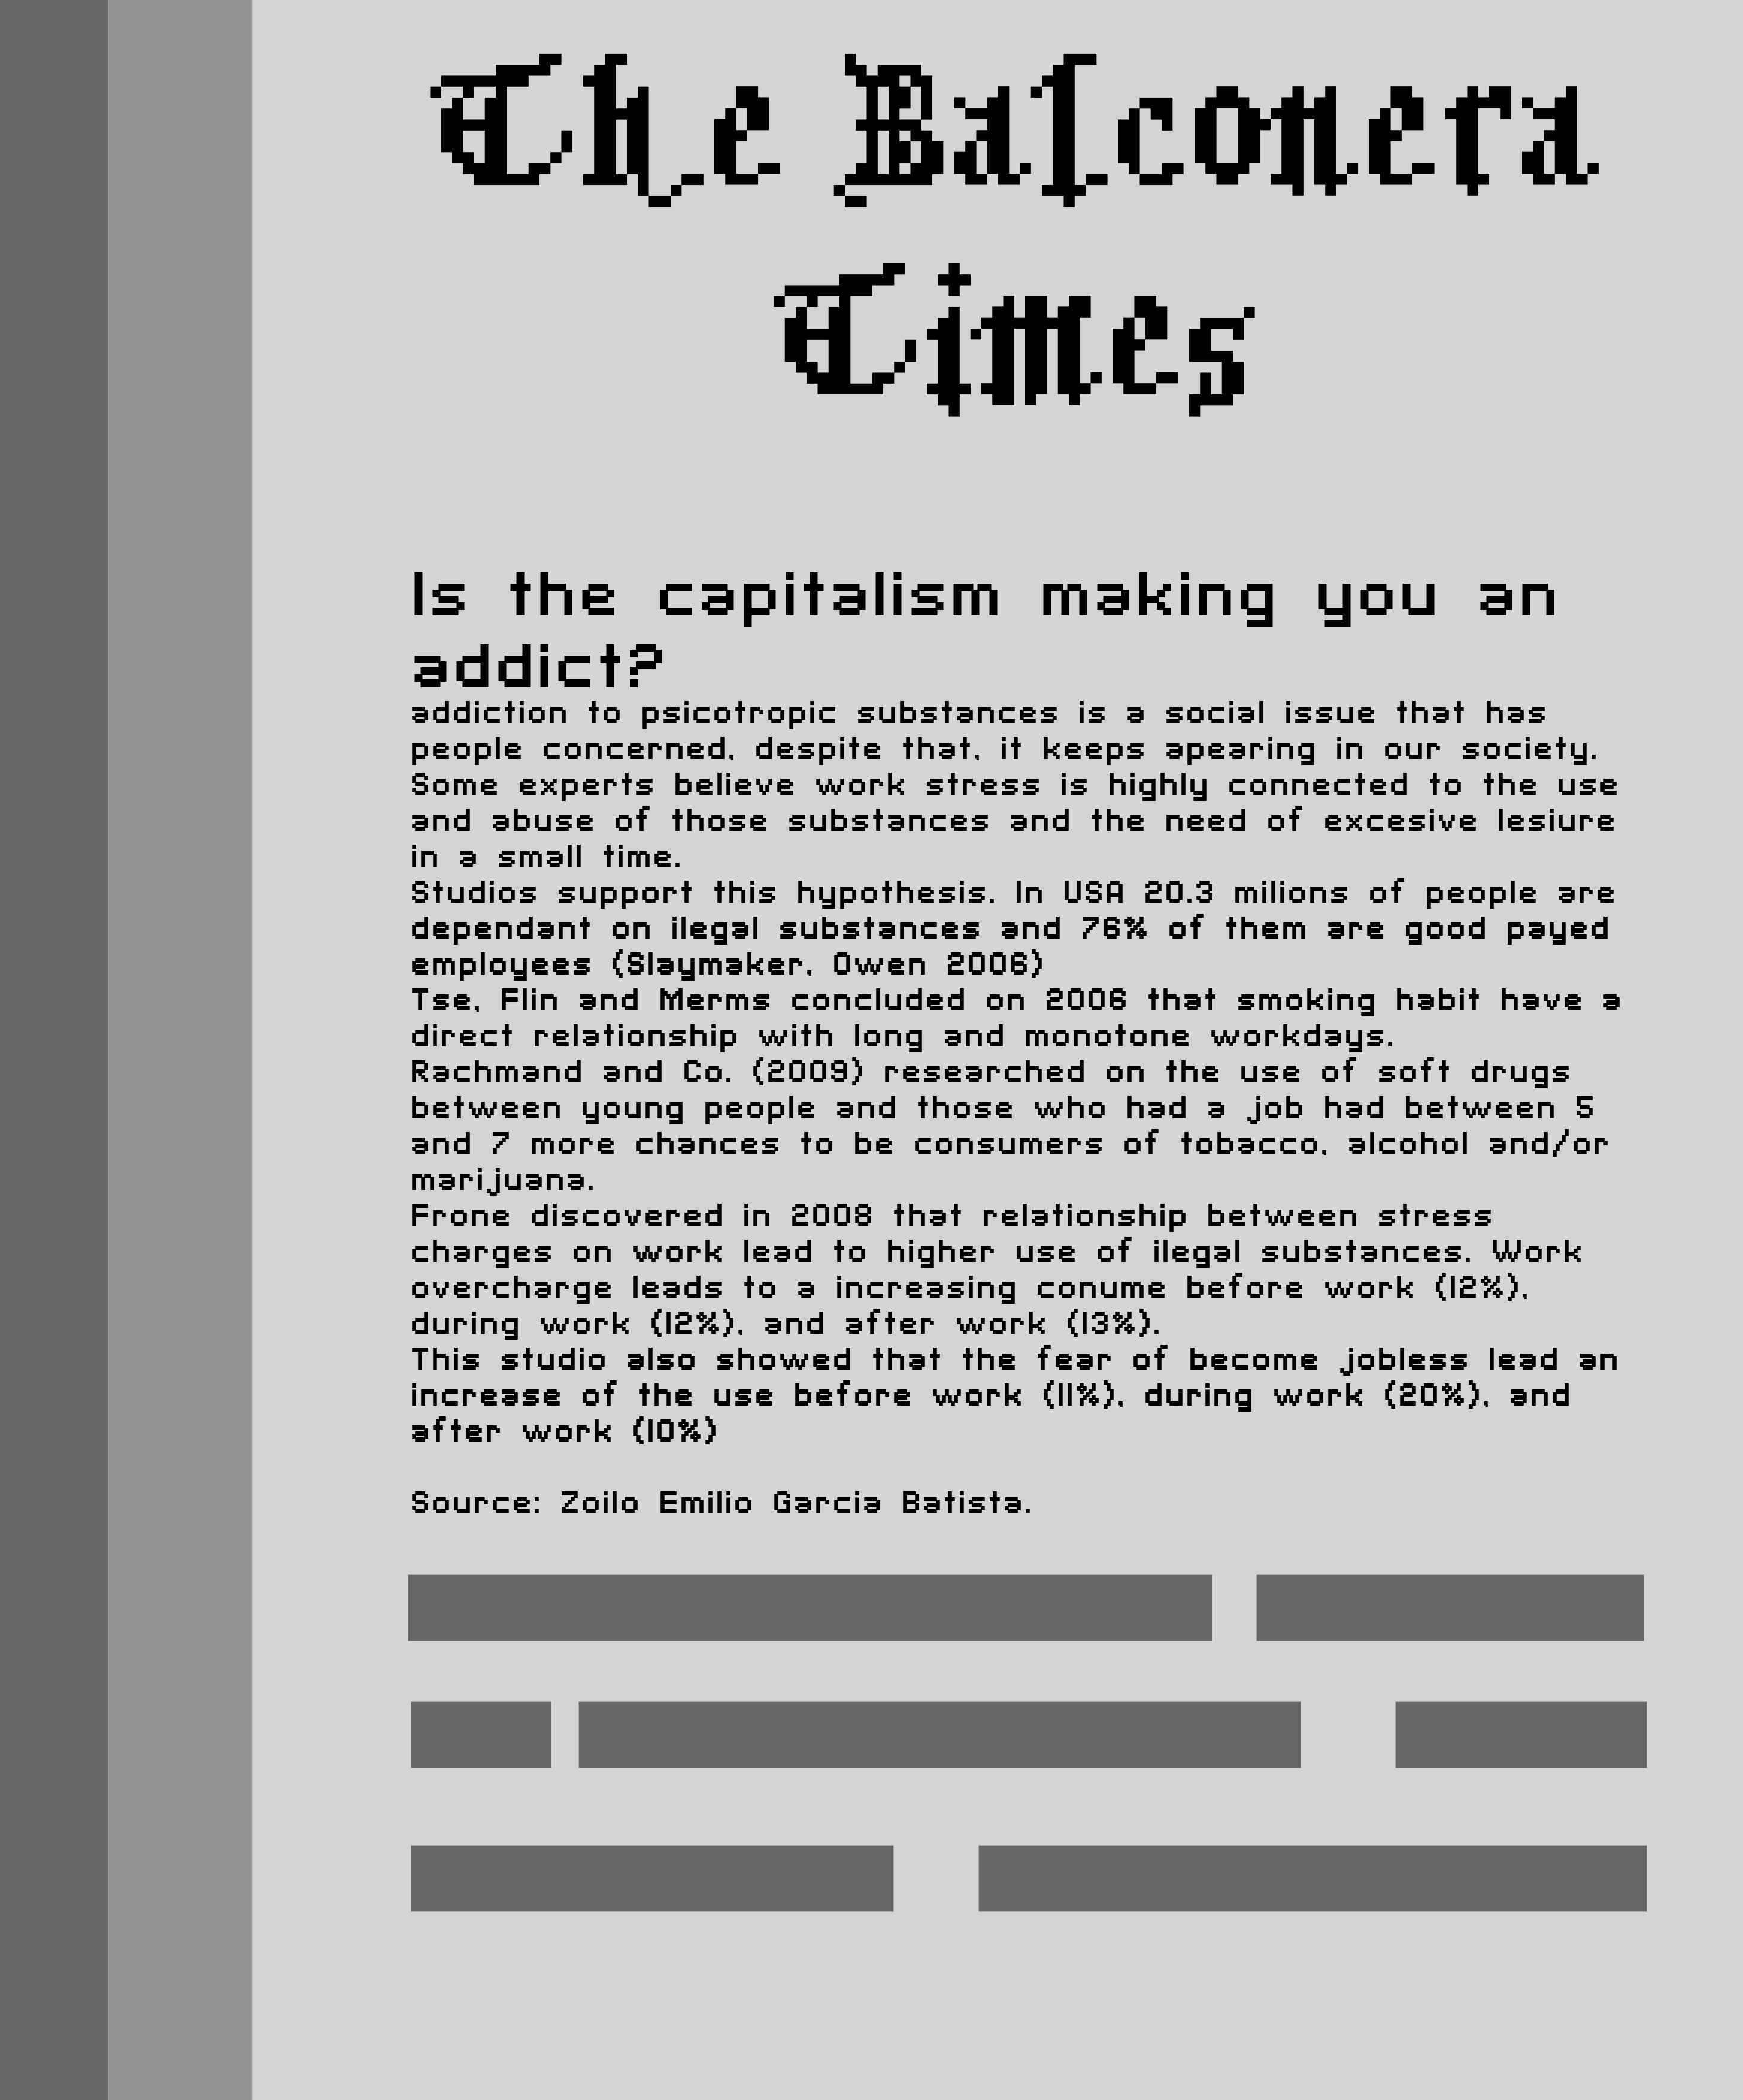 The Balconera
Times
Is the capitalism making you an
addict?
addiction to psicotropic substances is a social issue that has
people concerned, despite that, it keeps apearing in our society.
Some experts believe work stress is highly connected to the use
and abuse of those substances and the need of excesive lesiure
in a small time.
Studios support this hypothesis. In USA 20.3 milions of people are
dependant on ilegal substances and 76% of them are good payed
employees (Slaymaker, Owen 2006)
Tse, Flin and Merms concluded on 2006 that smoking habit have a
direct relationship with long and monotone workdays.
Rachmand and Co. (2009) researched on the use of soft drugs
between young people and those who had a job had between 5
and 7 more chances to be consumers of tobacco, alcohol and/or
marijuana.
Frone discovered in 2008 that relationship between stress
charges on work lead to higher use of ilegal substances. Work
overcharge leads to a increasing conume before work (12%),
during work (12%), and after work (13%).
This studio also showed that the fear of become jobless lead an
increase of the use before work (11%), during work (20%), and
after work (10%)
Source: Zoilo Emilio Garcia Batista.